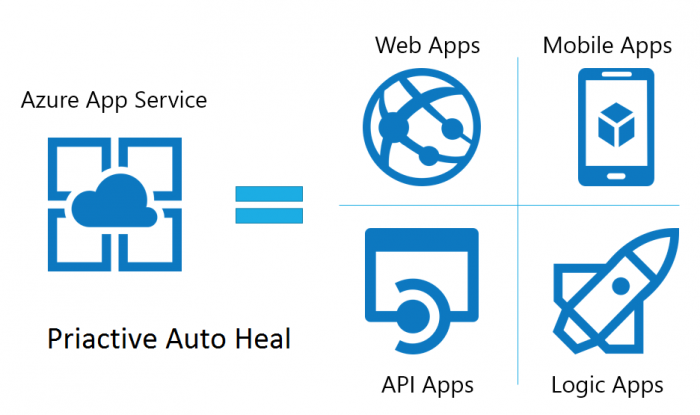 Web Apps
Mobile Apps
Azure App Service
Priactive Auto Heal
API Apps
Logic Apps